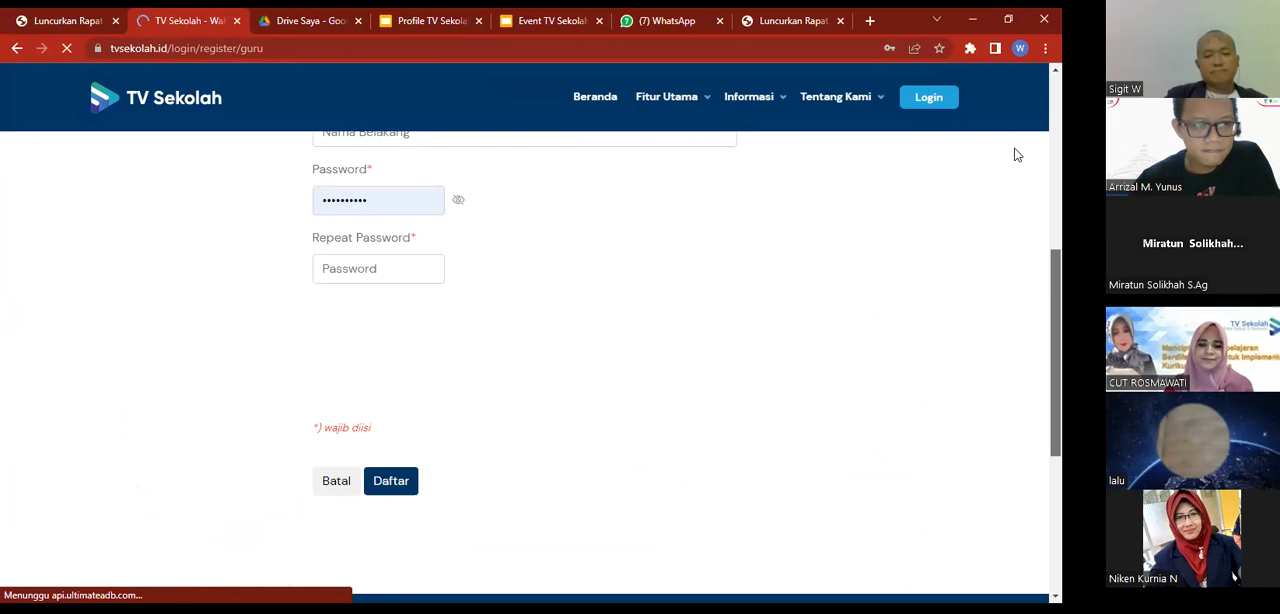 Luncurkan Rapat
TV Sekolah - Wa
Drive Saya - Goo
Profile TV Sekola
Event TV Sekolah
(7) WhatsApp
Luncurkan Rapat
tvsekolah.id/login/register/guru
W
TV Sekolah
Beranda
Fitur Utama
Informasi
Tentang Kami
Login
Nama Belakang
Password*
••••••••••
Repeat Password*
Password
*) wajib diisi
Batal
Daftar
Menunggu api.ultimateadb.com...
Sigit W
Arrizal M. Yunus
Miratun Solikhah...
Miratun Solikhah S.Ag
TV Sekolah
CUT ROSMAWATI
lalu
Niken Kurnia N